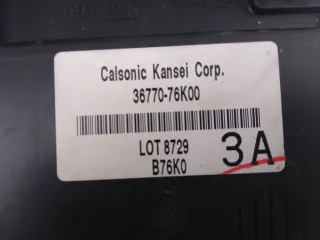 Calsonic Kansei Corp.
36770-76K00
LOT 8729
3A
B76K0